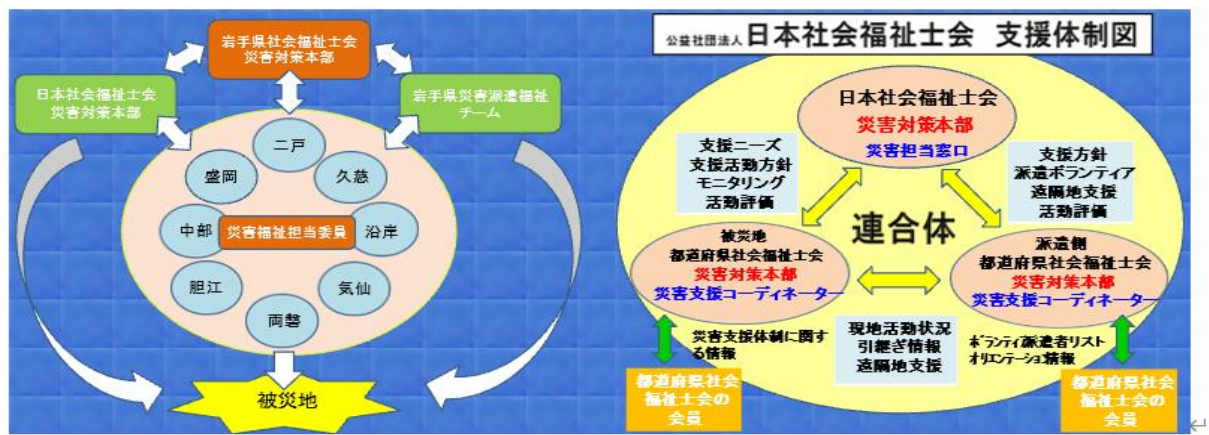 岩手県社会福祉士会
災害対策本部
日本社会福祉士会
災害対策本部
岩手県災害派遣福祉
チーム
二戸
盛岡
久慈
中部
災害福祉担当委員
沿岸
胆江
気仙
両磐
被災地
公益社団法人日本社会福祉士会 支援体制図
日本社会福祉士会
災害対策本部
災害担当窓口
支援ニーズ
支援活動方針
モニタリング
活動評価
支援方針
派遣ボランティア
遠隔地支援
活動評価
連合体
被災地
都道府県社会福祉士会
災害対策本部
災害支援コーディネーター
派遣側
都道府県社会福祉士会
災害対策本部
災害支援コーディネーター
災害支援体制に関す
る情報
現地活動状況
引継ぎ情報
遠隔地支援
ボランティ派遣者リスト
オリエンテーション情報
都道府県社会
福祉士会の
会員
都道府県社会
福祉士会の
会員